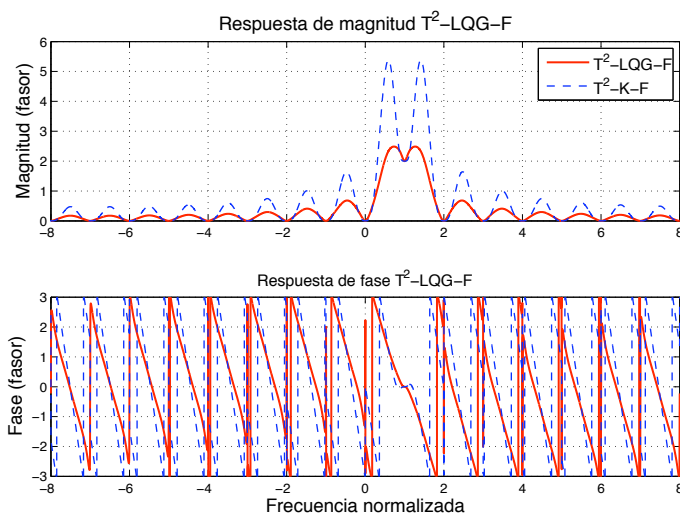 Respuesta de magnitud T²−LQG−F
6
5
4
3
2
1
0
Magnitud (fasor)
T²−LQG−F
T²−K−F
−8 −6 −4 −2 0 2 4 6 8
Respuesta de fase T²−LQG−F
3
2
1
0
−1
−2
−3
Fase (fasor)
−8 −6 −4 −2 0 2 4 6 8
Frecuencia normalizada